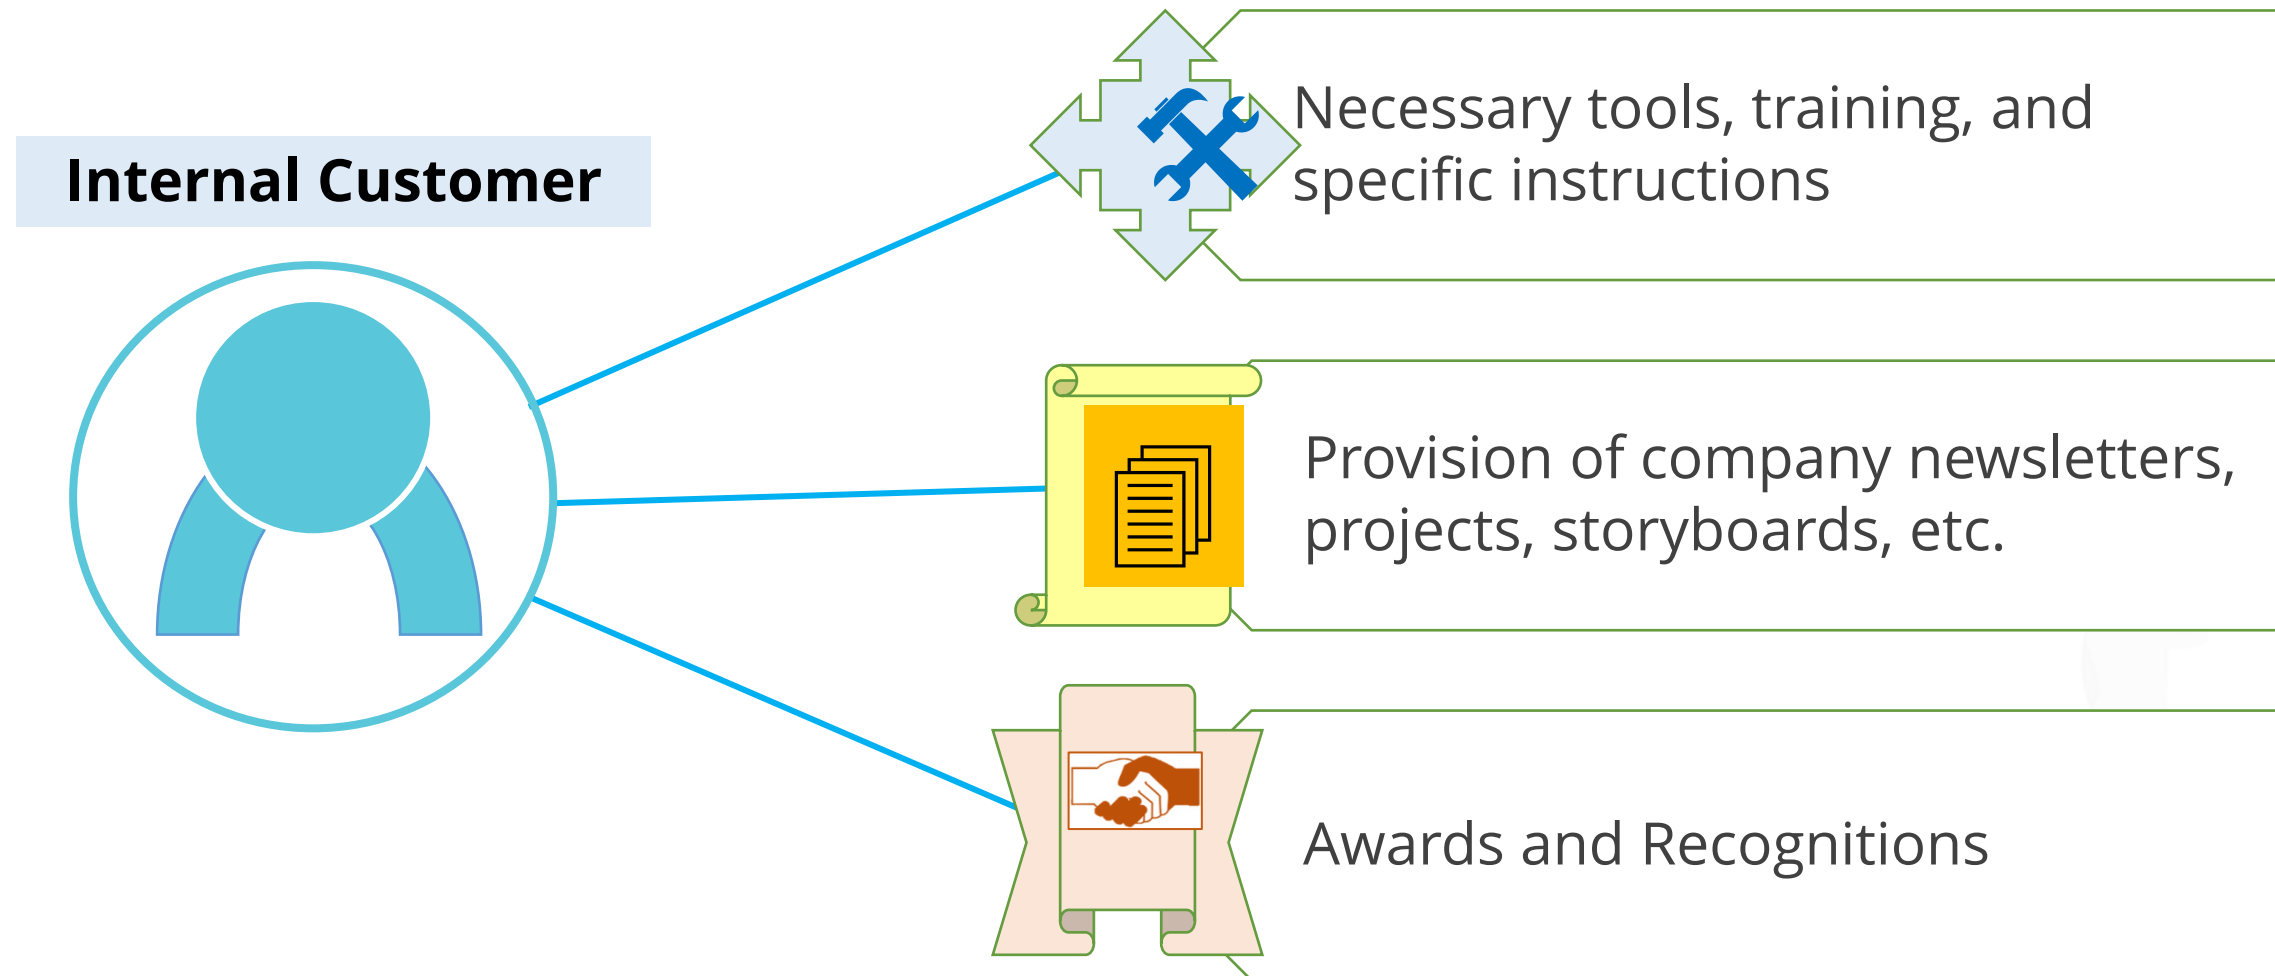 Internal Customer
Necessary tools, training, and
specific instructions
Provision of company newsletters,
projects, storyboards, etc.
Awards and Recognitions